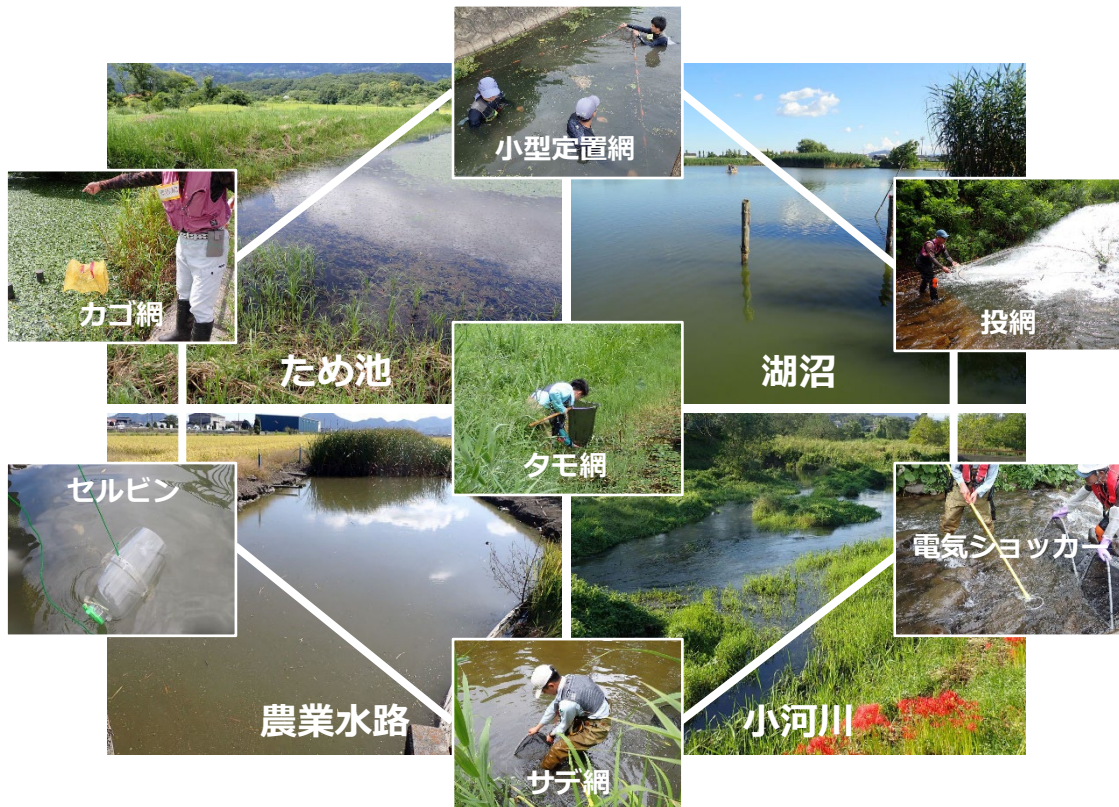 小型定置網
カゴ網
投網
ため池
湖沼
タモ網
セルビン
電気ショッカー
農業水路
小河川
サデ網